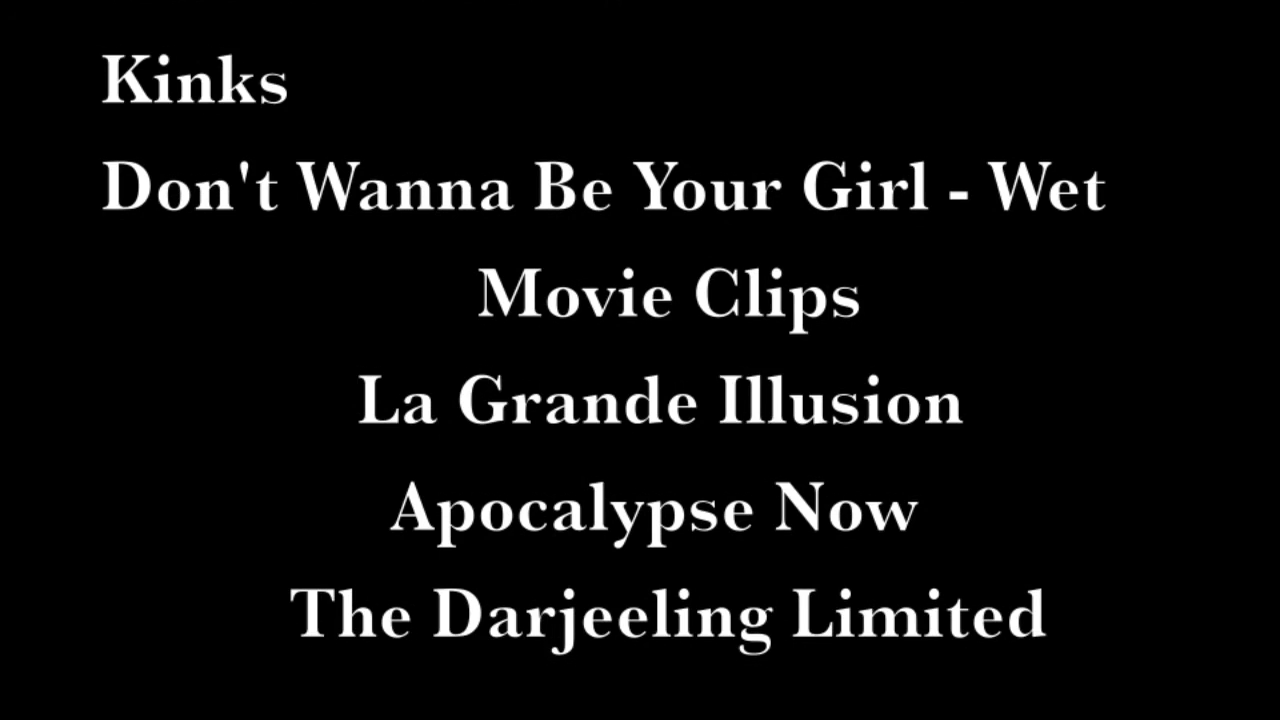 Kinks
Don't Wanna Be Your Girl - Wet
Movie Clips
La Grande Illusion
Apocalypse Now
The Darjeeling Limited